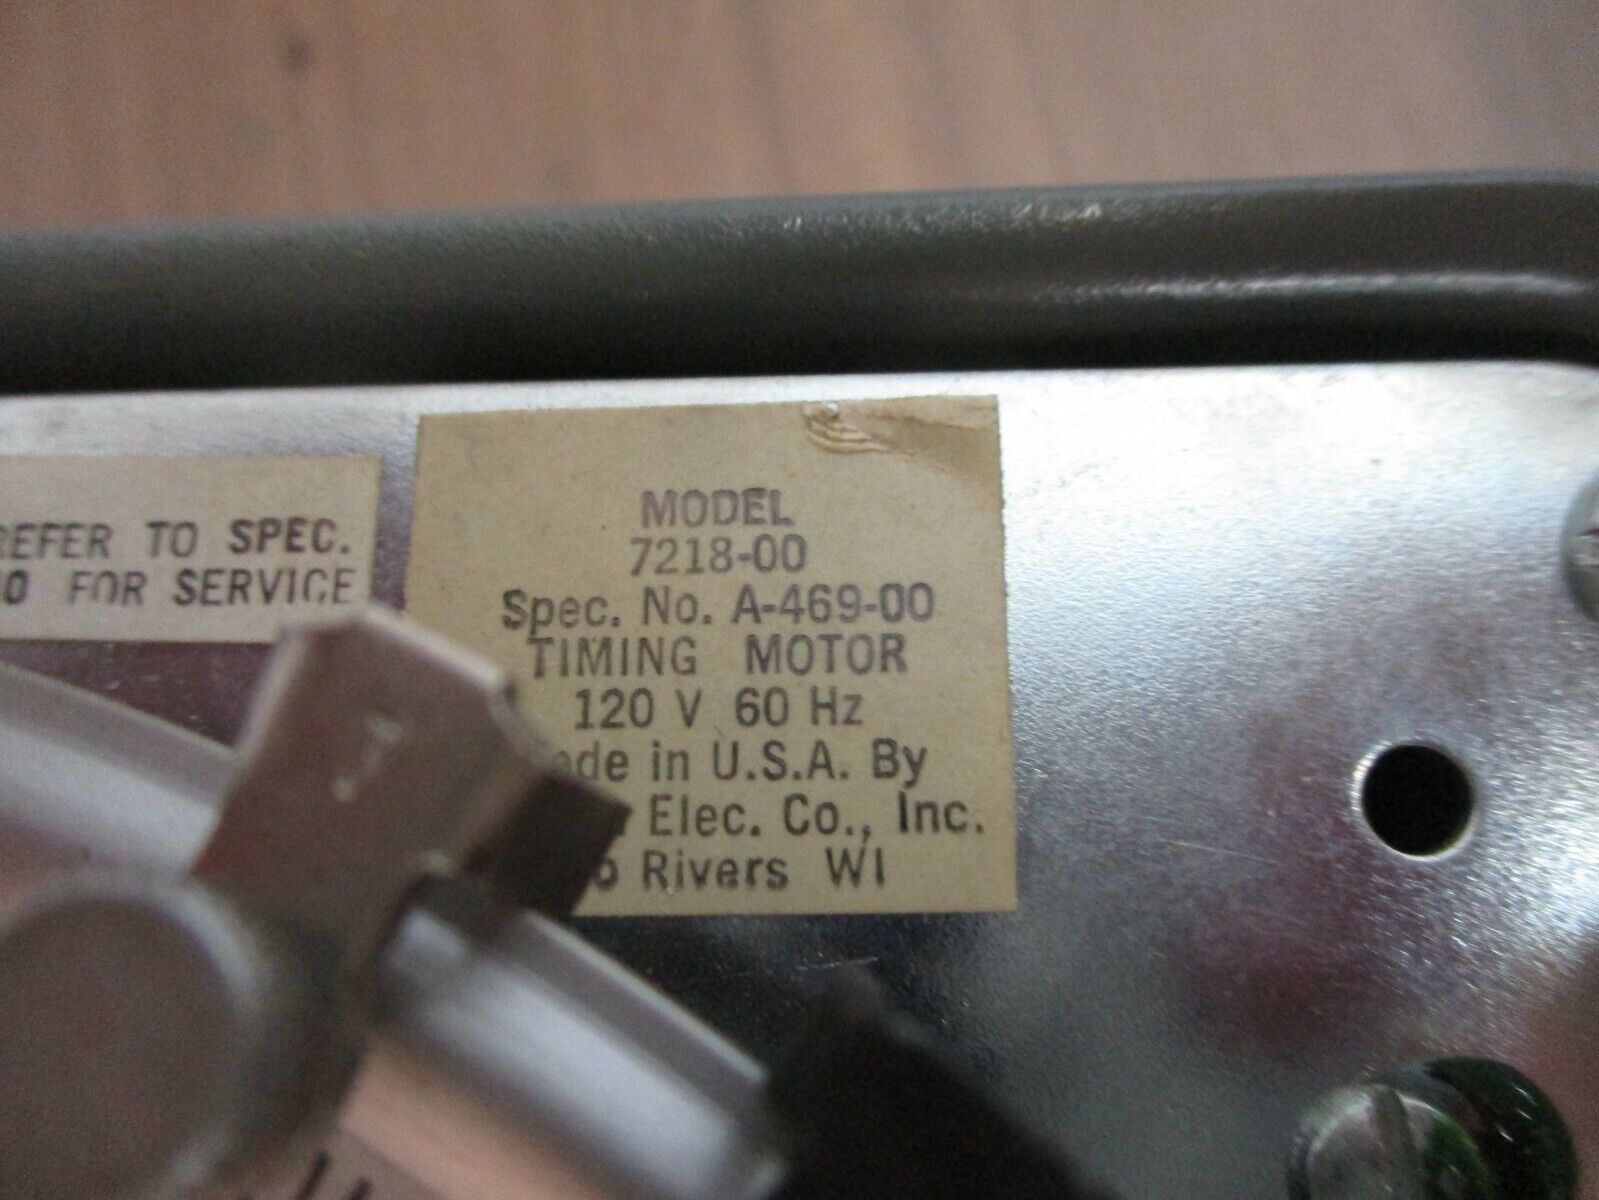 REFER TO SPEC.
0 FOR SERVICE
MODEL
7218-00
Spec. No. A-469-00
TIMING MOTOR
120 V 60 Hz
ade in U.S.A. By
Elec. Co., Inc.
o Rivers WI